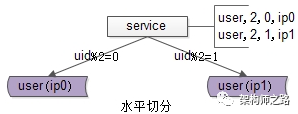 service
user, 2, 0, ip0
user, 2, 1, ip1
uid%2=0
uid%2=1
user(ip0)
user(ip1)
水平切分
架构师之路